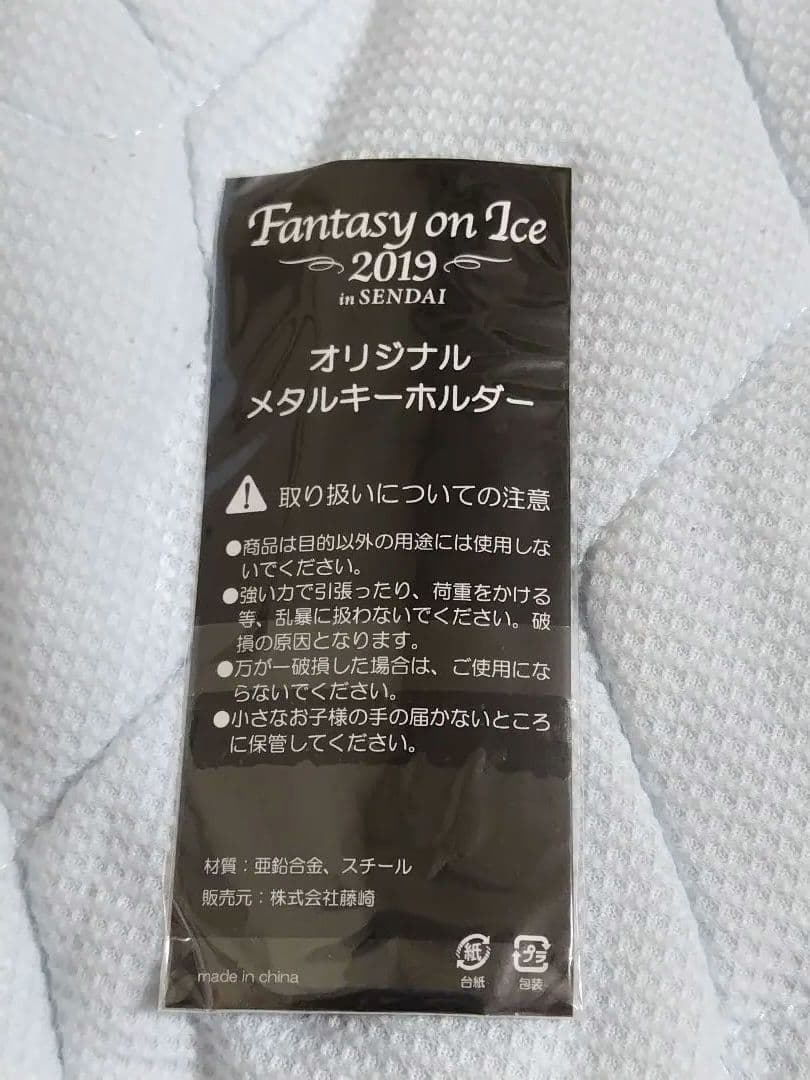 Fantasy on Ice
2019
in SENDAI
オリジナル
メタルキーホルダー
取り扱いについての注意
●商品は目的以外の用途には使用しな
いでください。
●強い力で引張ったり、荷重をかける
等、乱暴に扱わないでください。破
損の原因となります。
●万が一破損した場合は、ご使用にな
らないでください。
●小さなお子様の手の届かないところ
に保管してください。
材質：亜鉛合金、スチール
販売元：株式会社藤崎
made in china
紙
台紙
プラ
包装